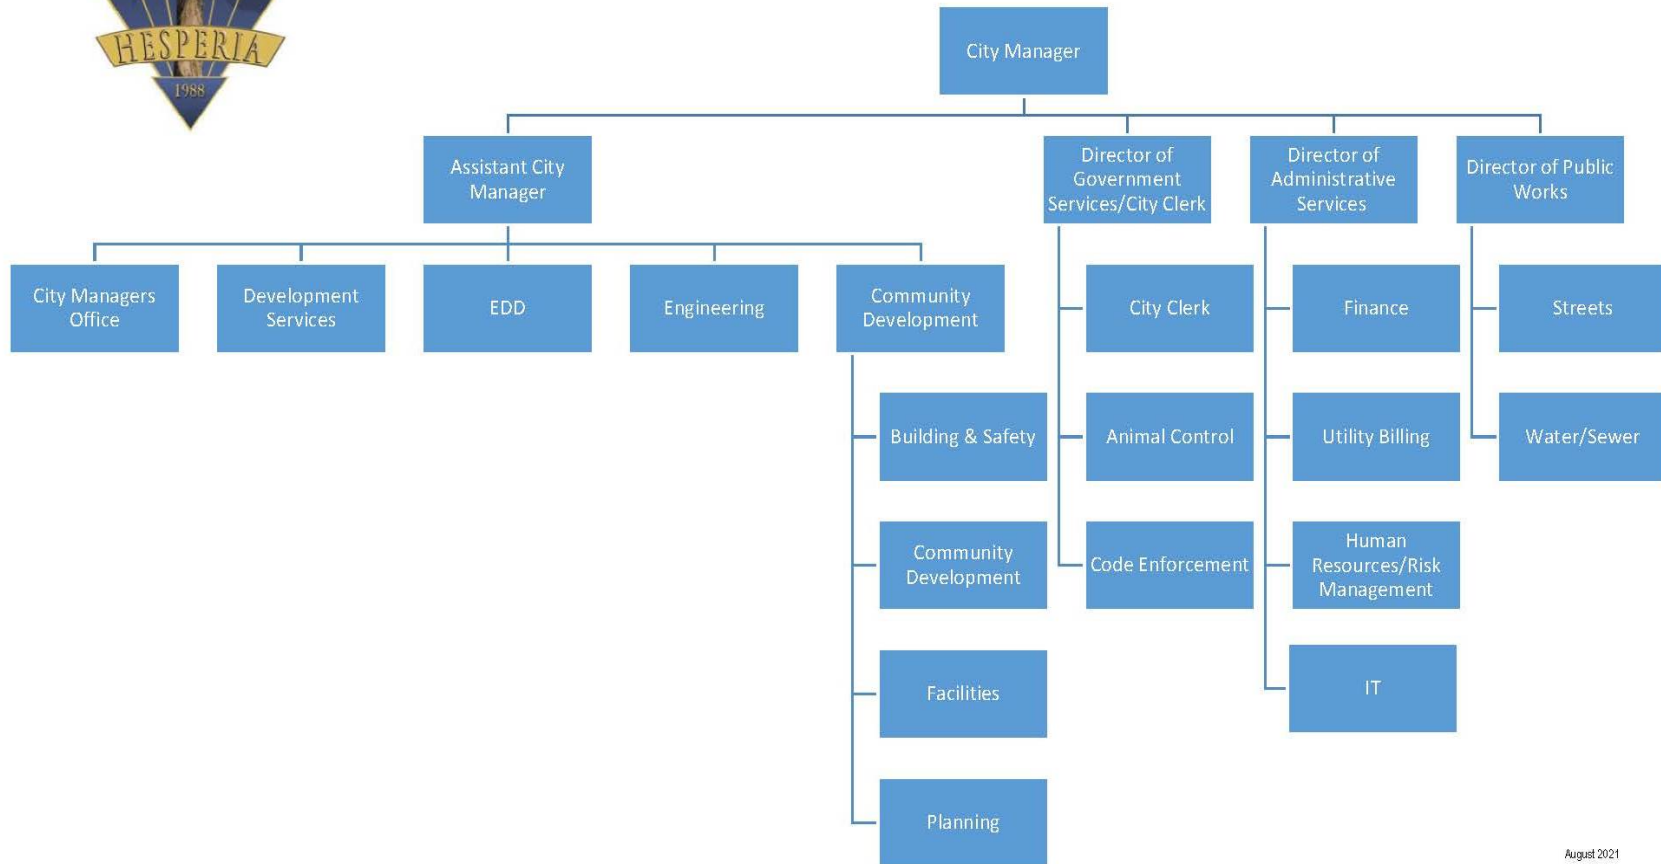 HESPERIA
1988
City Manager
Assistant City
Manager
Director of
Government
Services/City Clerk
Director of
Administrative
Services
Director of Public
Works
City Managers
Office
Development
Services
EDD
Engineering
Community
Development
City Clerk
Finance
Streets
Building & Safety
Animal Control
Utility Billing
Water/Sewer
Community
Development
Code Enforcement
Human
Resources/Risk
Management
Facilities
IT
Planning
August 2021